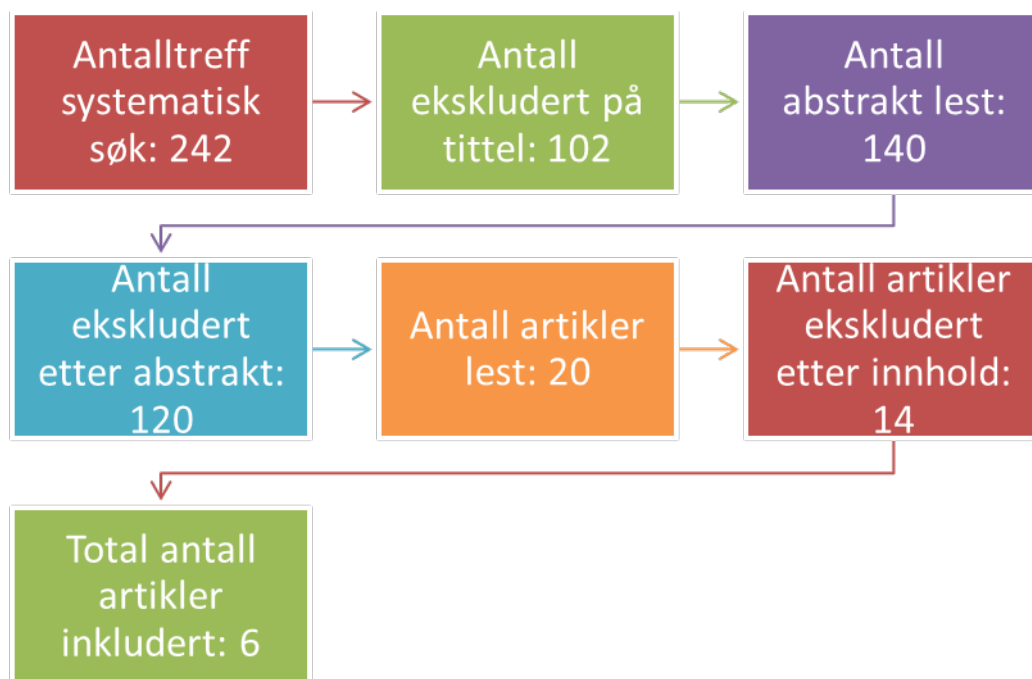 Antalltreff
systematisk
søk: 242
Antall
ekskludert på
tittel: 102
Antall
abstrakt lest:
140
Antall
ekskludert
etter abstrakt:
120
Antall artikler
lest: 20
Antall artikler
ekskludert
etter innhold:
14
Total antall
artikler
inkludert: 6